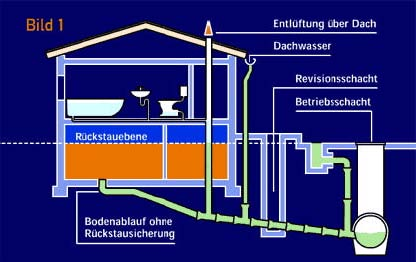 Bild 1
Entlüftung über Dach
Dachwasser
Revisionsschacht
Betriebsschacht
Rückstauebene
Bodenablauf ohne
Rückstausicherung